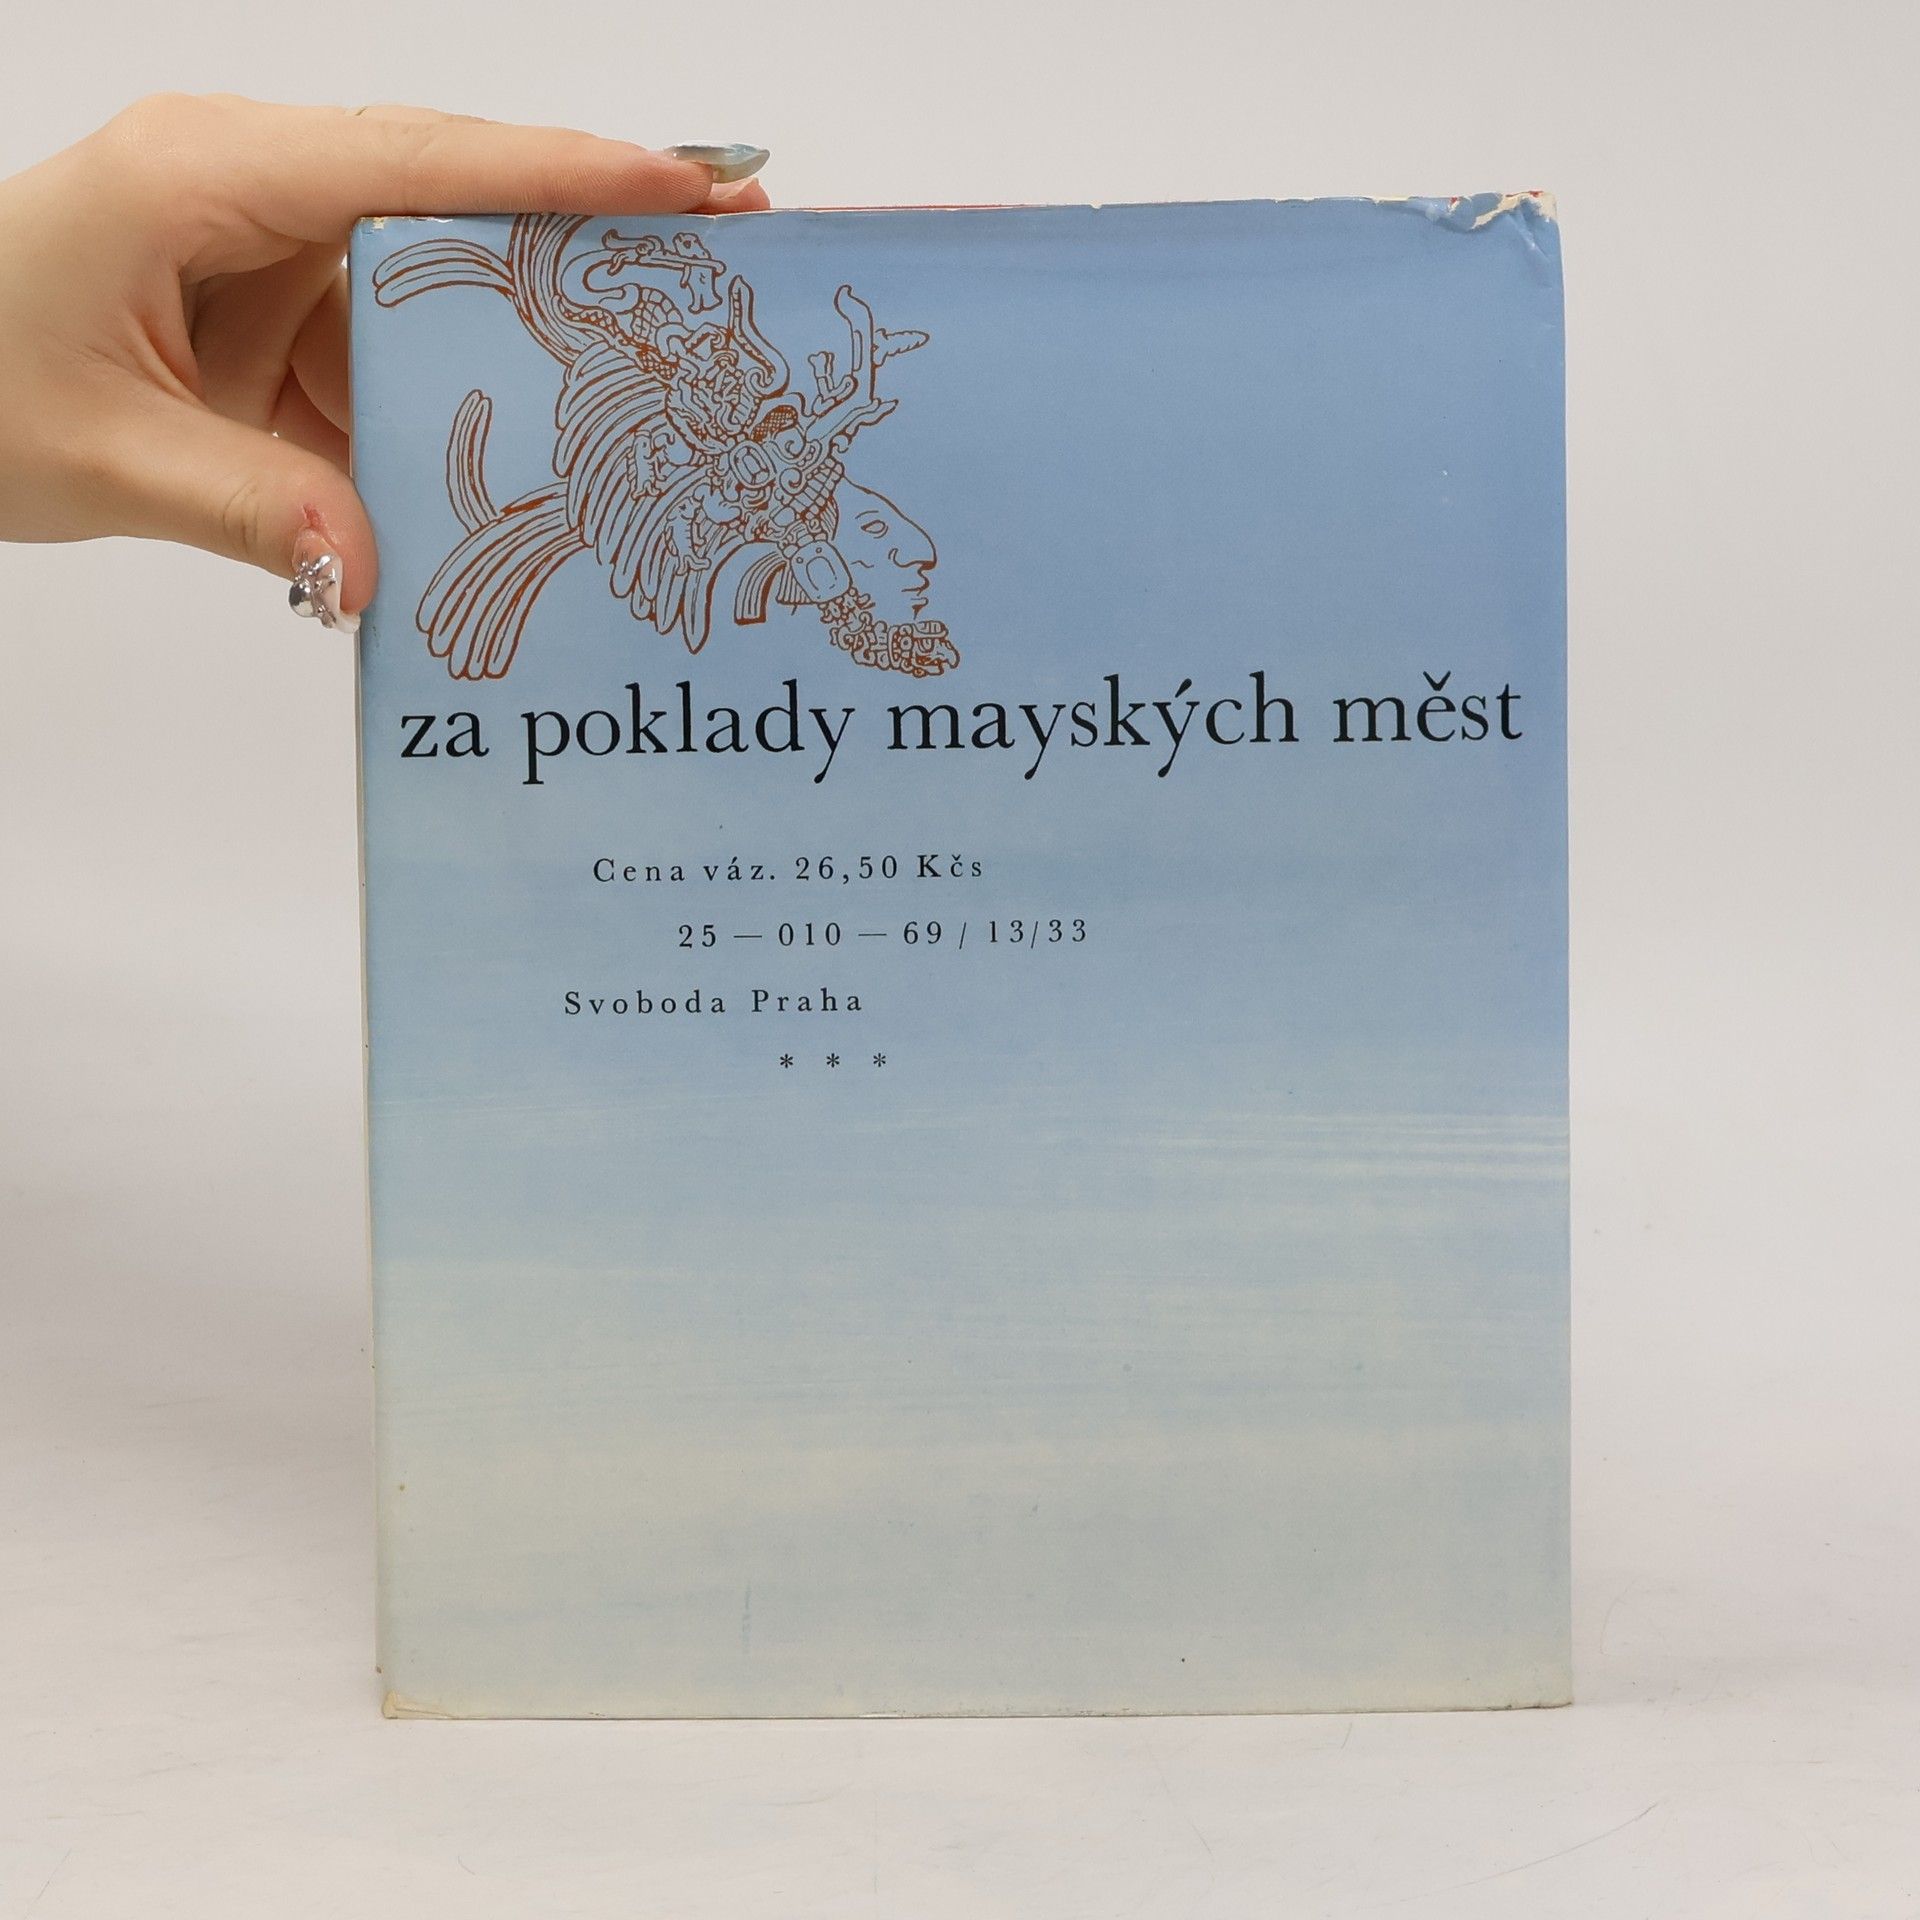 za poklady mayských měst
Cena váz. 26,50 Kčs
25 — 010 — 69 / 13/33
Svoboda Praha
* * *